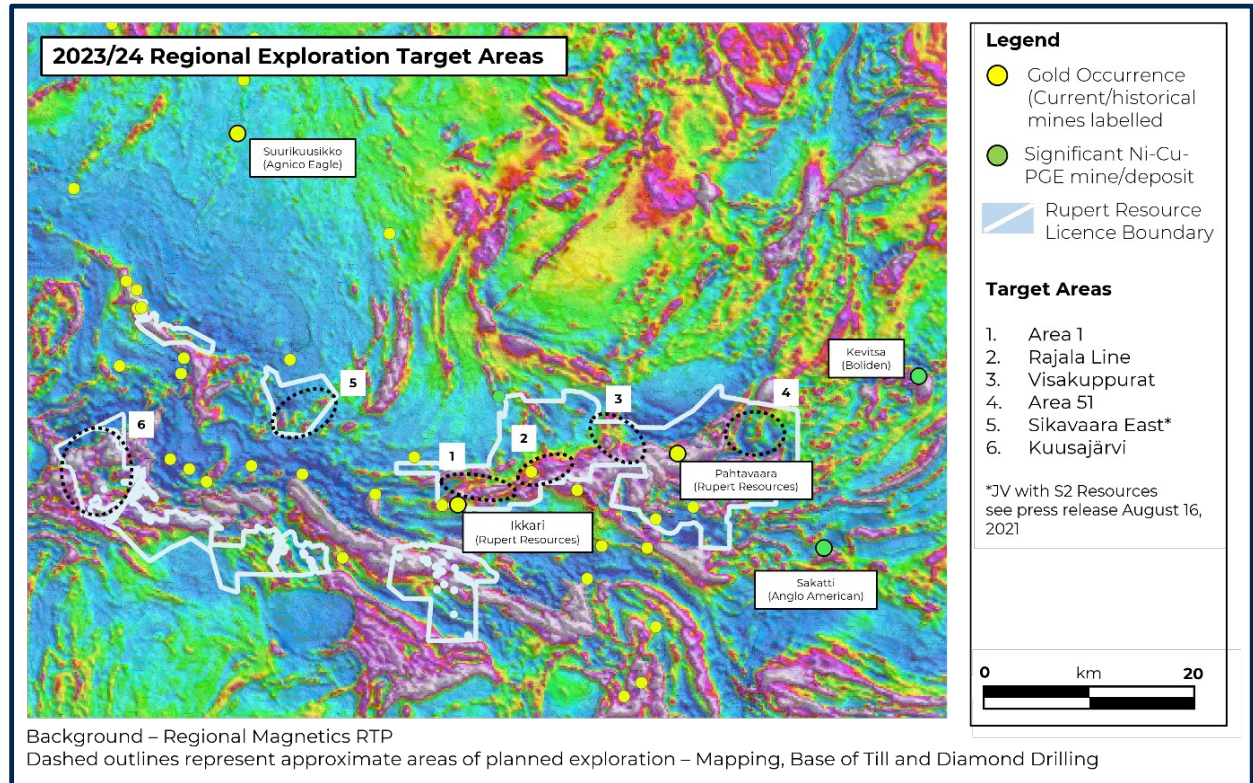 2023/24 Regional Exploration Target Areas
Suurikuusikko
(Agnico Eagle)
Kevitsa
(Boliden)
5
3
4
6
2
1
Pahtavaara
(Rupert Resources)
Ikkari
(Rupert Resources)
Sakatti
(Anglo American)
Legend
Gold Occurrence
(Current/historical
mines labelled
Significant Ni-Cu-
PGE mine/deposit
Rupert Resource
Licence Boundary
Target Areas
1. Area 1
2. Rajala Line
3. Visakuppurat
4. Area 51
5. Sikavaara East*
6. Kuusajärvi
*JV with S2 Resources
see press release August 16,
2021
0 km 20
Background – Regional Magnetics RTP
Dashed outlines represent approximate areas of planned exploration – Mapping, Base of Till and Diamond Drilling